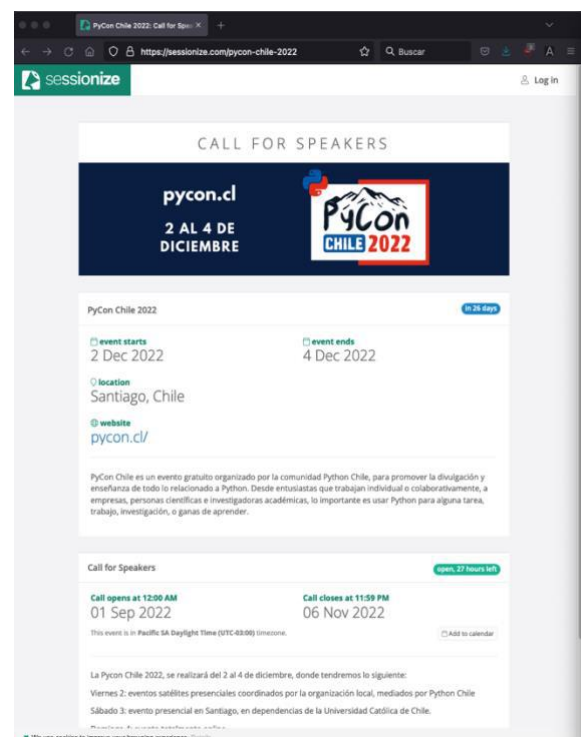 PyCon Chile 2022: Call for Spea
https://sessionize.com/pycon-chile-2022
Buscar
sessionize
Log in
CALL FOR SPEAKERS
pycon.cl
2 AL 4 DE
DICIEMBRE
PyCon
CHILE 2022
PyCon Chile 2022
in 26 days
event starts
2 Dec 2022
event ends
4 Dec 2022
location
Santiago, Chile
website
pycon.cl/
PyCon Chile es un evento gratuito organizado por la comunidad Python Chile, para promover la divulgación y
enseñanza de todo lo relacionado a Python. Desde entusiastas que trabajan individual o colaborativamente, a
empresas, personas científicas e investigadoras académicas, lo importante es usar Python para alguna tarea,
trabajo, investigación, o ganas de aprender.
Call for Speakers
open, 27 hours left
Call opens at 12:00 AM
01 Sep 2022
Call closes at 11:59 PM
06 Nov 2022
This event is in Pacific SA Daylight Time (UTC-03:00) timezone.
Add to calendar
La Pycon Chile 2022, se realizará del 2 al 4 de diciembre, donde tendremos lo siguiente:
Viernes 2: eventos satélites presenciales coordinados por la organización local, mediados por Python Chile
Sábado 3: evento presencial en Santiago, en dependencias de la Universidad Católica de Chile.